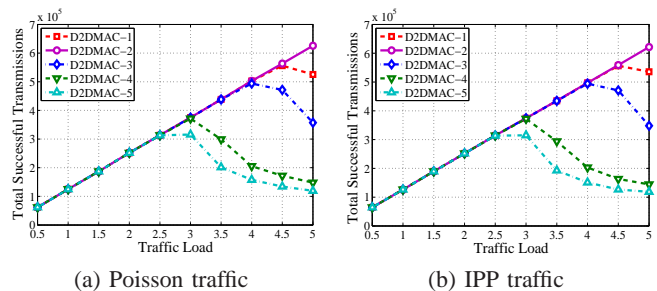 x 10^5
7
6
5
4
3
2
1
0
Total Successful Transmissions
D2DMAC−1
D2DMAC−2
D2DMAC−3
D2DMAC−4
D2DMAC−5
0.5 1 1.5 2 2.5 3 3.5 4 4.5 5
Traffic Load
(a) Poisson traffic
x 10^5
7
6
5
4
3
2
1
0
Total Successful Transmissions
D2DMAC−1
D2DMAC−2
D2DMAC−3
D2DMAC−4
D2DMAC−5
0.5 1 1.5 2 2.5 3 3.5 4 4.5 5
Traffic Load
(b) IPP traffic